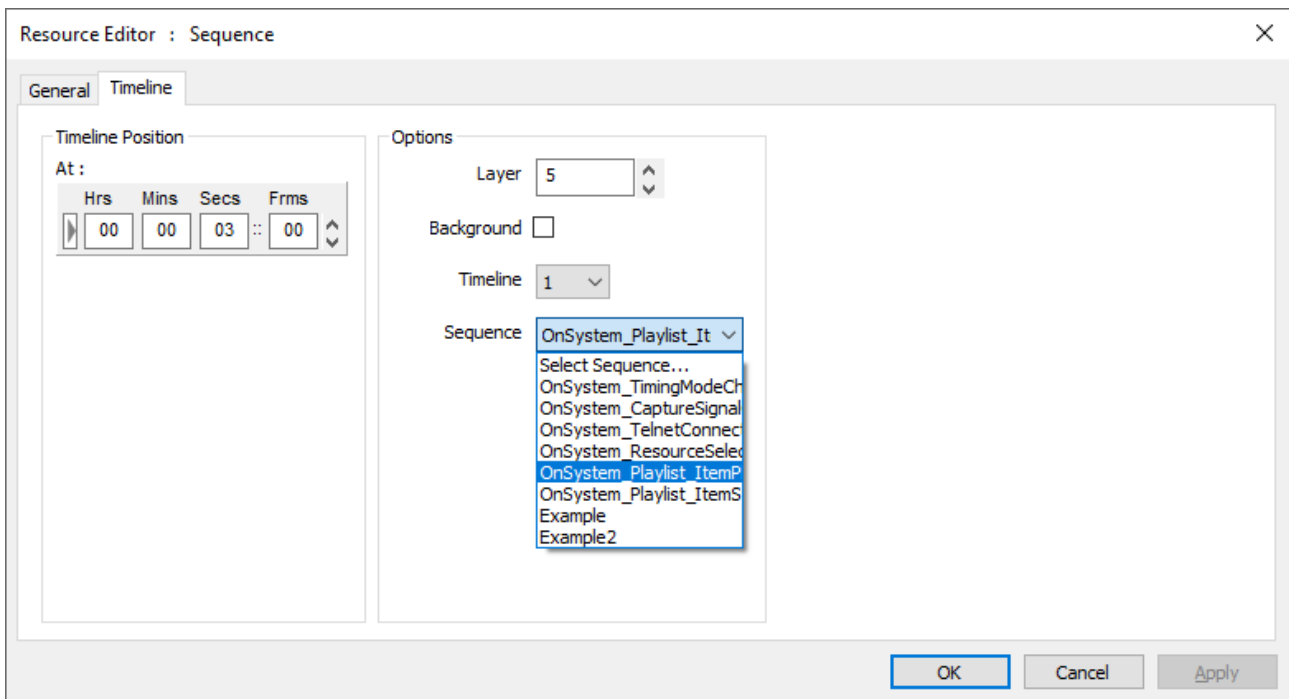 Resource Editor : Sequence
General Timeline
Timeline Position
At :
Hrs Mins Secs Frms
00 00 03 :: 00
Options
Layer 5
Background
Timeline 1
Sequence OnSystem_Playlist_It
Select Sequence...
OnSystem_TimingModeCh
OnSystem_CaptureSignal
OnSystem_TelnetConnect
OnSystem_ResourceSelec
OnSystem_Playlist_ItemP
OnSystem_Playlist_ItemS
Example
Example2
OK Cancel Apply